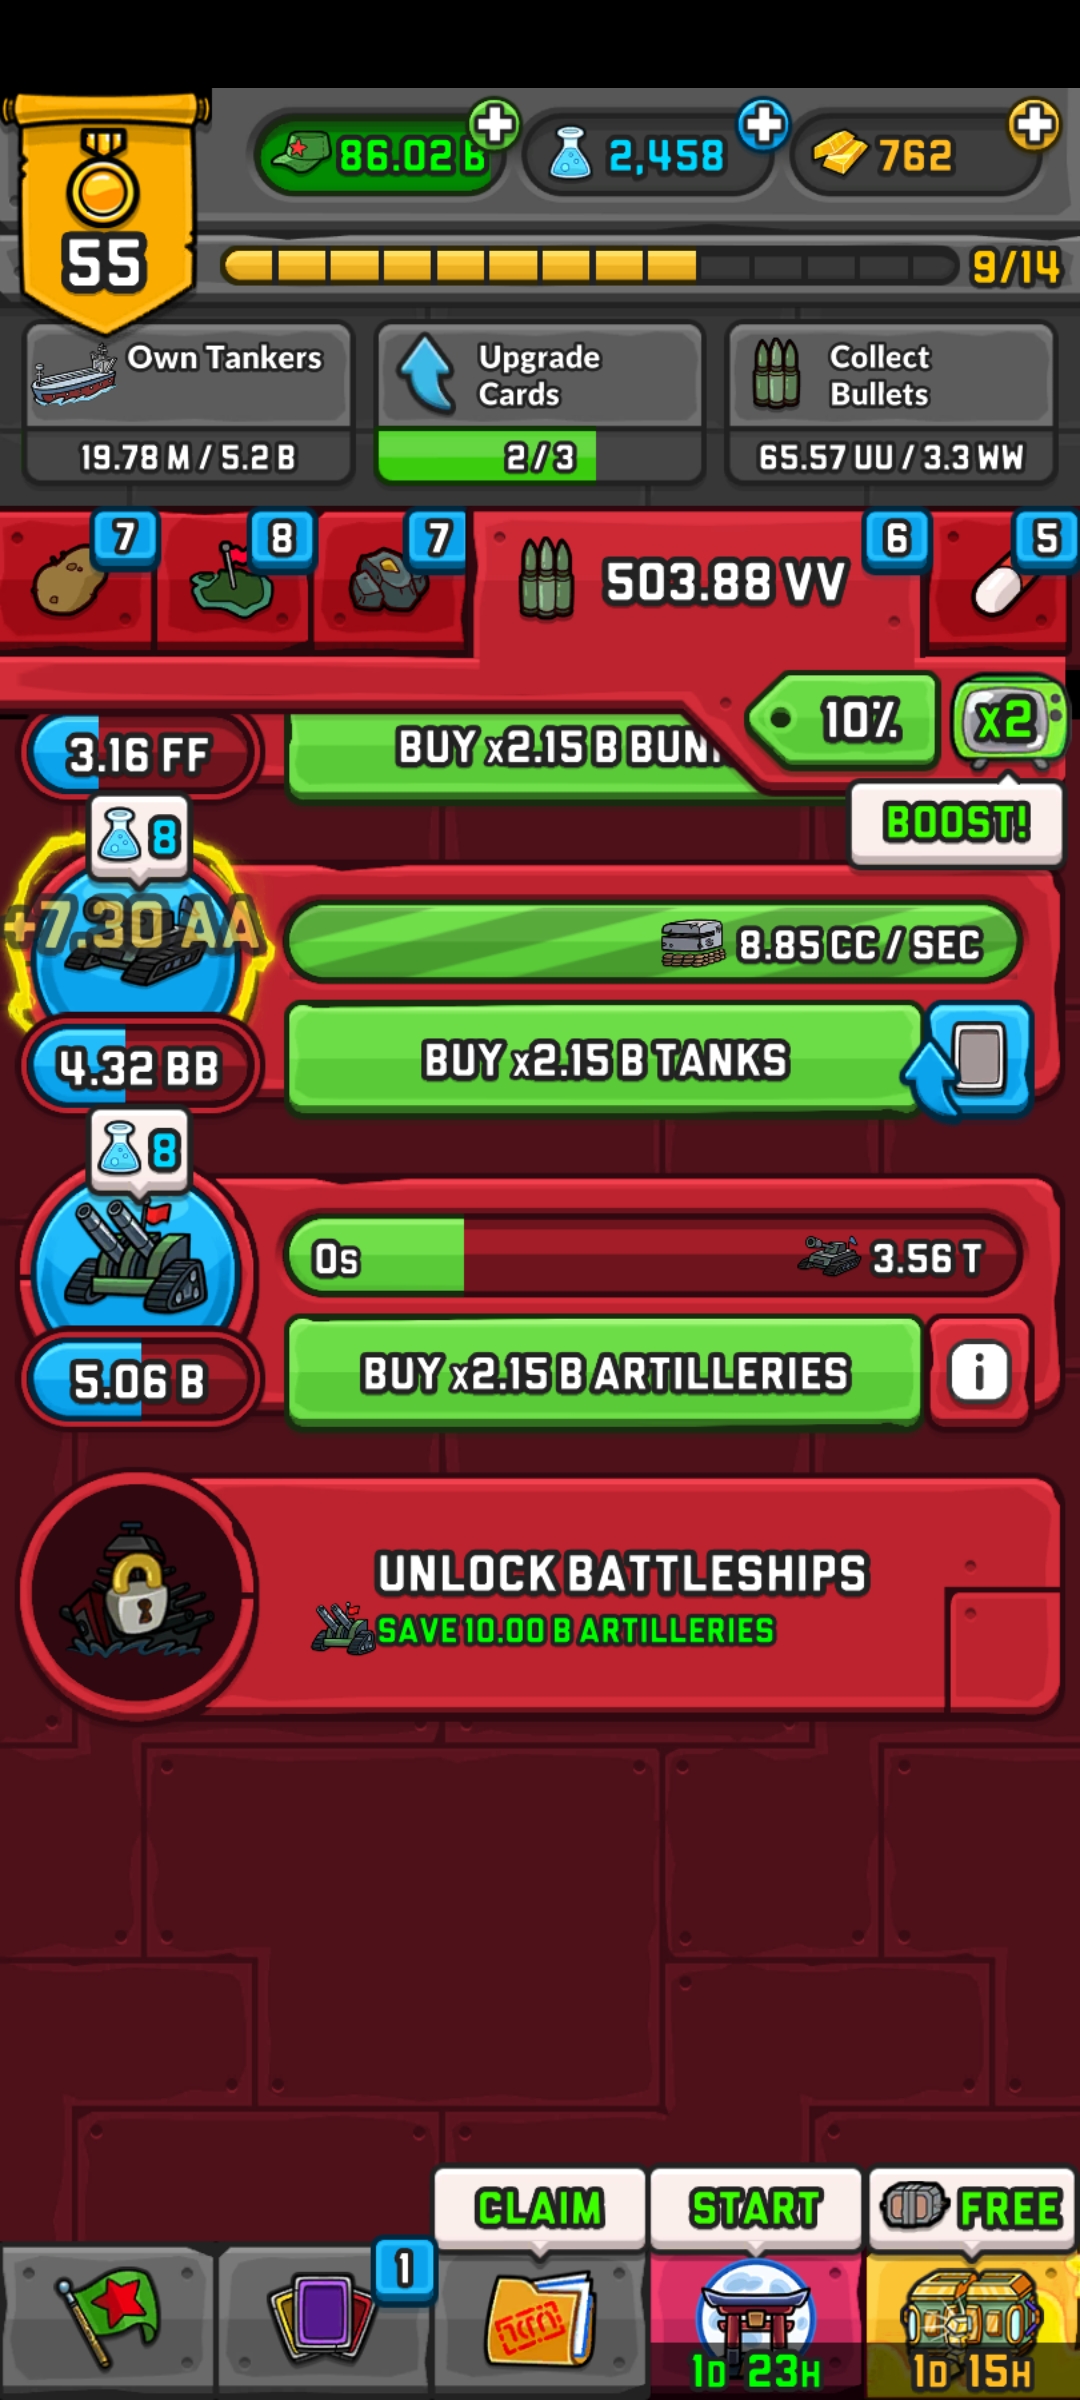 86.02 B
2,458
762
55
9/14
Own Tankers
19.78 M / 5.2 B
Upgrade
Cards
2 / 3
Collect
Bullets
65.57 UU / 3.3 WW
7
8
7
503.88 VV
6
5
10%
x2
BOOST!
3.16 FF
BUY x2.15 B
8
+7.30 AA
8.85 CC / SEC
4.32 BB
BUY x2.15 B TANKS
8
0s
3.56 T
5.06 B
BUY x2.15 B ARTILLERIES
i
UNLOCK BATTLESHIPS
SAVE 10.00 B ARTILLERIES
CLAIM
START
FREE
1
1D 23H
1D 15H